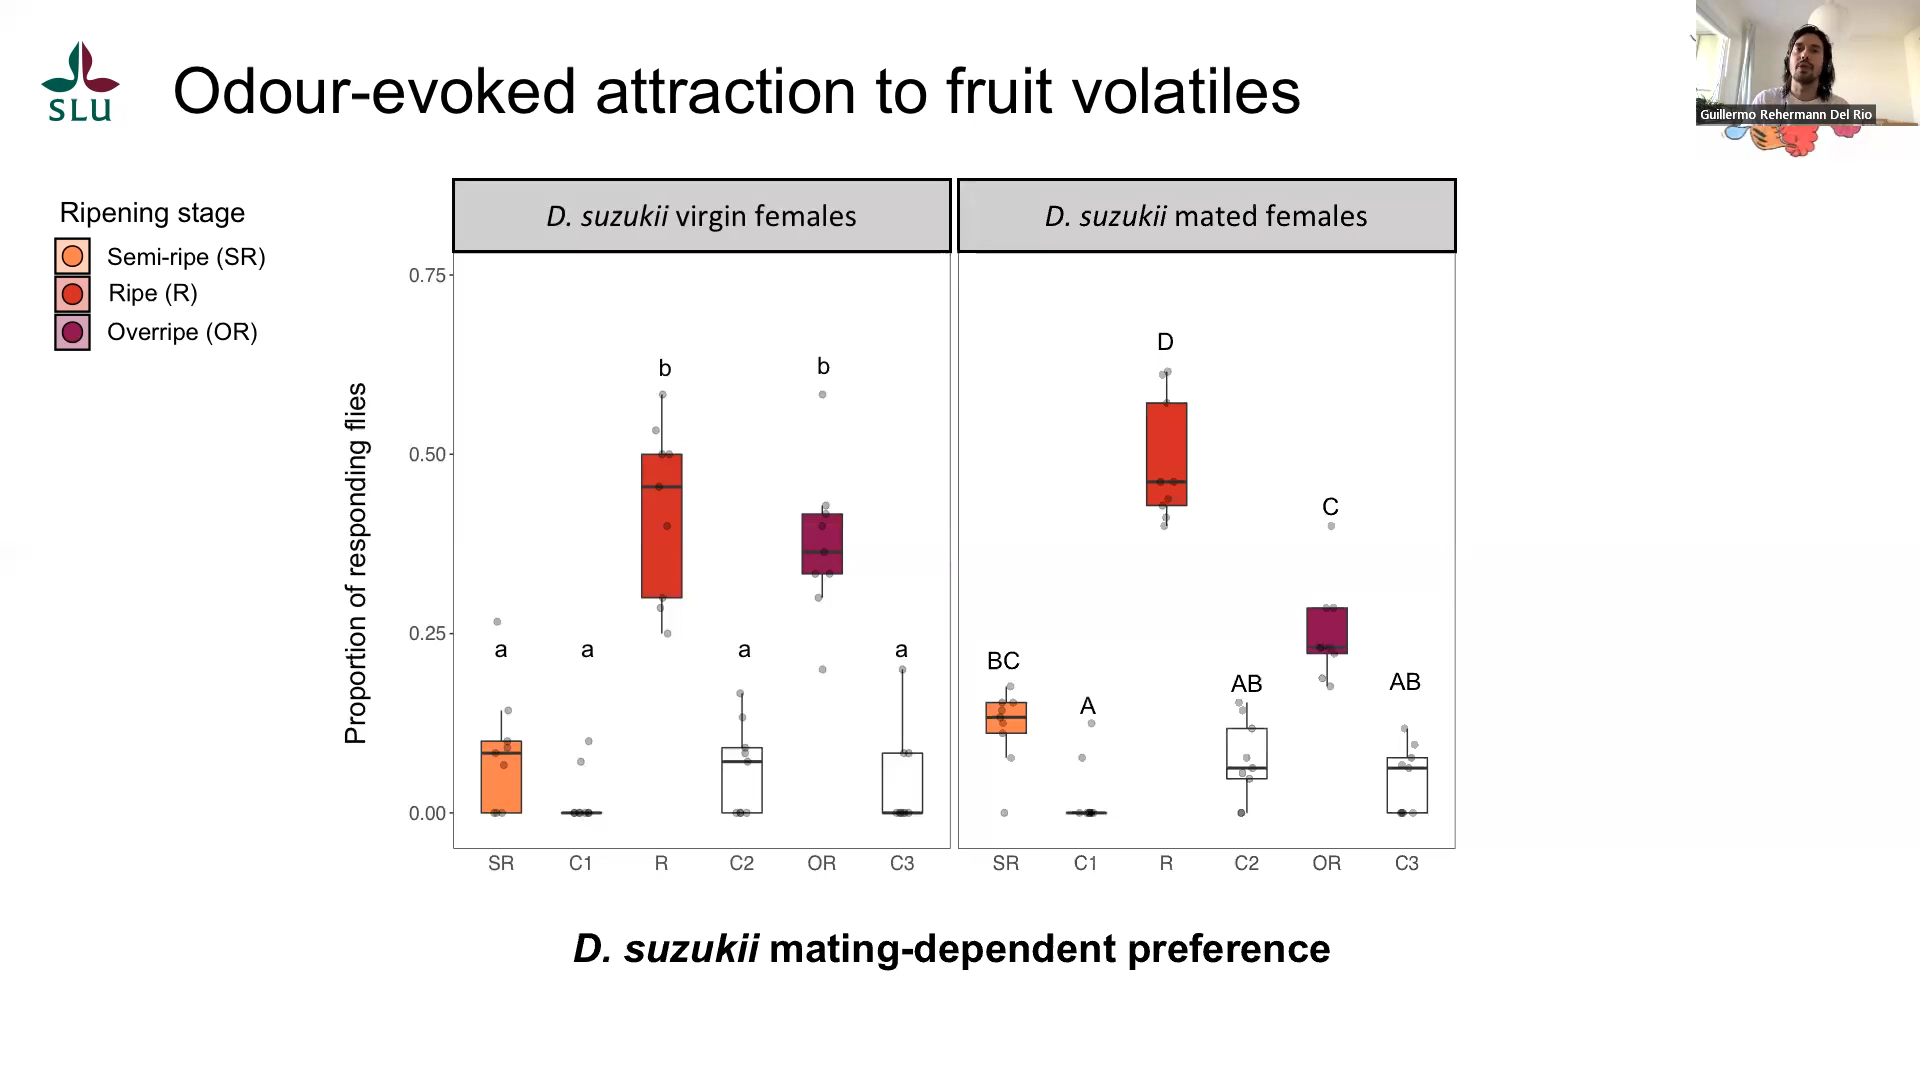 SLU
Odour-evoked attraction to fruit volatiles
Guillermo Rehermann Del Rio
Ripening stage
Semi-ripe (SR)
Ripe (R)
Overripe (OR)
D. suzukii virgin females
D. suzukii mated females
Proportion of responding flies
0.75
0.50
0.25
0.00
a
a
b
a
b
a
BC
A
D
AB
C
AB
SR C1 R C2 OR C3
SR C1 R C2 OR C3
D. suzukii mating-dependent preference